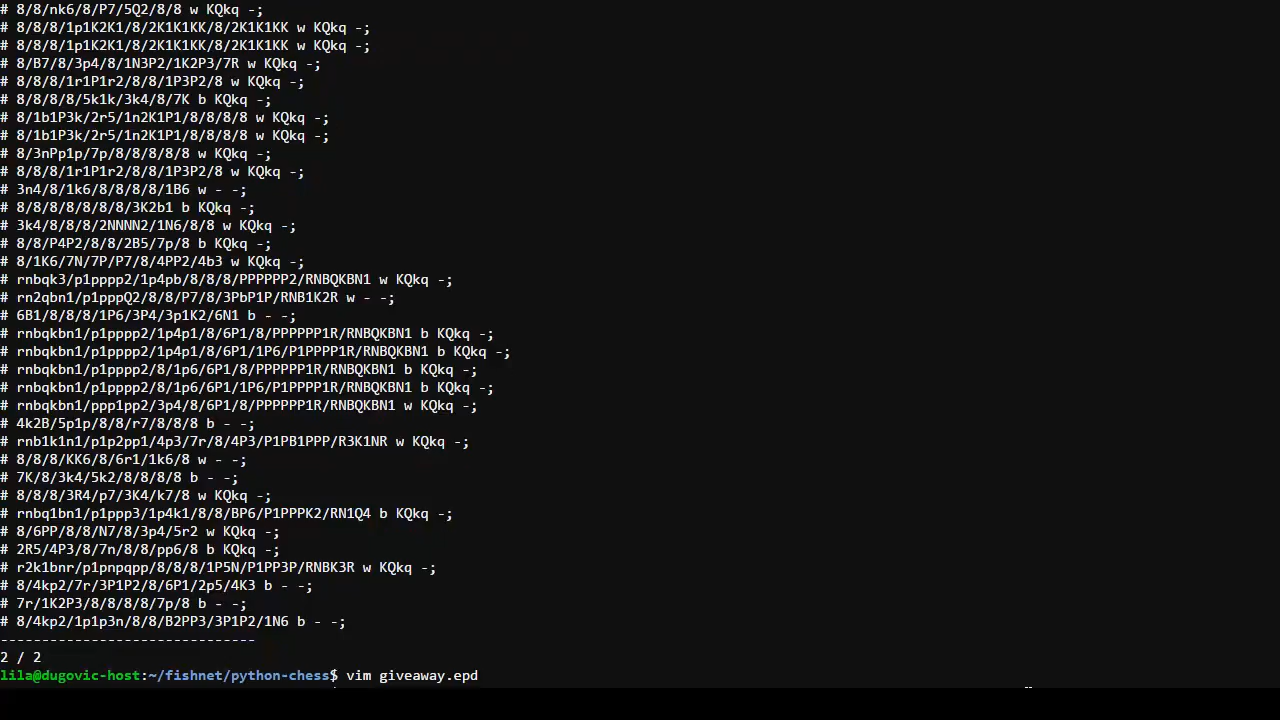 # 8/8/nk6/8/P7/5Q2/8/8 w KQkq -;
# 8/8/8/1p1K2K1/8/2K1K1KK/8/2K1K1KK w KQkq -;
# 8/8/8/1p1K2K1/8/2K1K1KK/8/2K1K1KK w KQkq -;
# 8/B7/8/3p4/8/1N3P2/1K2P3/7R w KQkq -;
# 8/8/8/1r1P1r2/8/8/1P3P2/8 w KQkq -;
# 8/8/8/8/5k1k/3k4/8/7K b KQkq -;
# 8/1b1P3k/2r5/1n2K1P1/8/8/8/8 w KQkq -;
# 8/1b1P3k/2r5/1n2K1P1/8/8/8/8 w KQkq -;
# 8/3nPp1p/7p/8/8/8/8/8 w KQkq -;
# 8/8/8/1r1P1r2/8/8/1P3P2/8 w KQkq -;
# 3n4/8/1k6/8/8/8/8/1B6 w - -;
# 8/8/8/8/8/8/8/3K2b1 b KQkq -;
# 3k4/8/8/8/2NNNN2/1N6/8/8 w KQkq -;
# 8/8/P4P2/8/8/2B5/7p/8 b KQkq -;
# 8/1K6/7N/7P/P7/8/4PP2/4b3 w KQkq -;
# rnbqk3/p1pppp2/1p4pb/8/8/8/PPPPPP2/RNBQKBN1 w KQkq -;
# rn2qbn1/p1pppQ2/8/8/P7/8/3PbP1P/RNB1K2R w - -;
# 6B1/8/8/8/1P6/3P4/3p1K2/6N1 b - -;
# rnbqkbn1/p1pppp2/1p4p1/8/6P1/8/PPPPPP1R/RNBQKBN1 b KQkq -;
# rnbqkbn1/p1pppp2/1p4p1/8/6P1/1P6/P1PPPP1R/RNBQKBN1 b KQkq -;
# rnbqkbn1/p1pppp2/8/1p6/6P1/8/PPPPPP1R/RNBQKBN1 b KQkq -;
# rnbqkbn1/p1pppp2/8/1p6/6P1/1P6/P1PPPP1R/RNBQKBN1 b KQkq -;
# rnbqkbn1/ppp1pp2/3p4/8/6P1/8/PPPPPP1R/RNBQKBN1 w KQkq -;
# 4k2B/5p1p/8/8/r7/8/8/8 b - -;
# rnb1k1n1/p1p2pp1/4p3/7r/8/4P3/P1PB1PPP/R3K1NR w KQkq -;
# 8/8/8/KK6/8/6r1/1k6/8 w - -;
# 7K/8/3k4/5k2/8/8/8/8 b - -;
# 8/8/8/3R4/p7/3K4/k7/8 w KQkq -;
# rnbq1bn1/p1ppp3/1p4k1/8/8/BP6/P1PPPK2/RN1Q4 b KQkq -;
# 8/6PP/8/8/N7/8/3p4/5r2 w KQkq -;
# 2R5/4P3/8/7n/8/8/pp6/8 b KQkq -;
# r2k1bnr/p1pnpqpp/8/8/8/1P5N/P1PP3P/RNBK3R w KQkq -;
# 8/4kp2/7r/3P1P2/8/6P1/2p5/4K3 b - -;
# 7r/1K2P3/8/8/8/8/7p/8 b - -;
# 8/4kp2/1p1p3n/8/8/B2PP3/3P1P2/1N6 b - -;
-------------------------------
2 / 2
lila@dugovic-host:~/fishnet/python-chess$ vim giveaway.epd